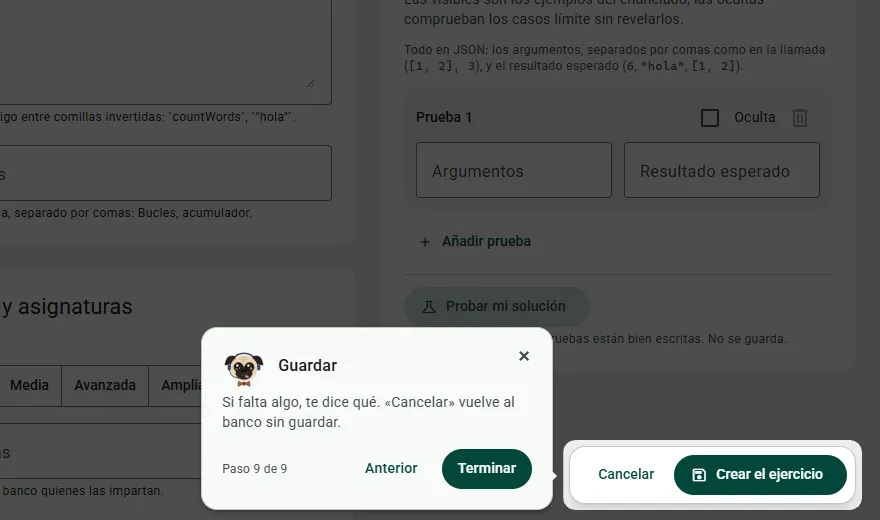 Las visibles son los ejemplos del enunciado, las ocultas
comprueban los casos límite sin revelarlos.
Todo en JSON: los argumentos, separados por comas como en la llamada
([1, 2], 3), y el resultado esperado (6, "hola", [1, 2]).
igo entre comillas invertidas: `countWords`, `"hola"`.
Prueba 1
Oculta
Argumentos
Resultado esperado
s
a, separado por comas: Bucles, acumulador.
+ Añadir prueba
y asignaturas
Probar mi solución
uebas están bien escritas. No se guarda.
Media
Avanzada
Amplia
as
banco quienes las impartan.
Guardar
×
Si falta algo, te dice qué. «Cancelar» vuelve al
banco sin guardar.
Paso 9 de 9
Anterior
Terminar
Cancelar
Crear el ejercicio